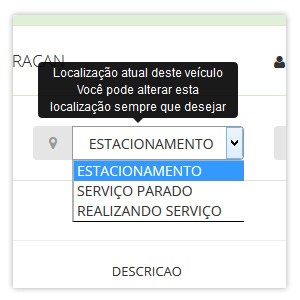 RACAN
Localização atual deste veículo
Você pode alterar esta
localização sempre que desejar
ESTACIONAMENTO
ESTACIONAMENTO
SERVIÇO PARADO
REALIZANDO SERVIÇO
DESCRICAO